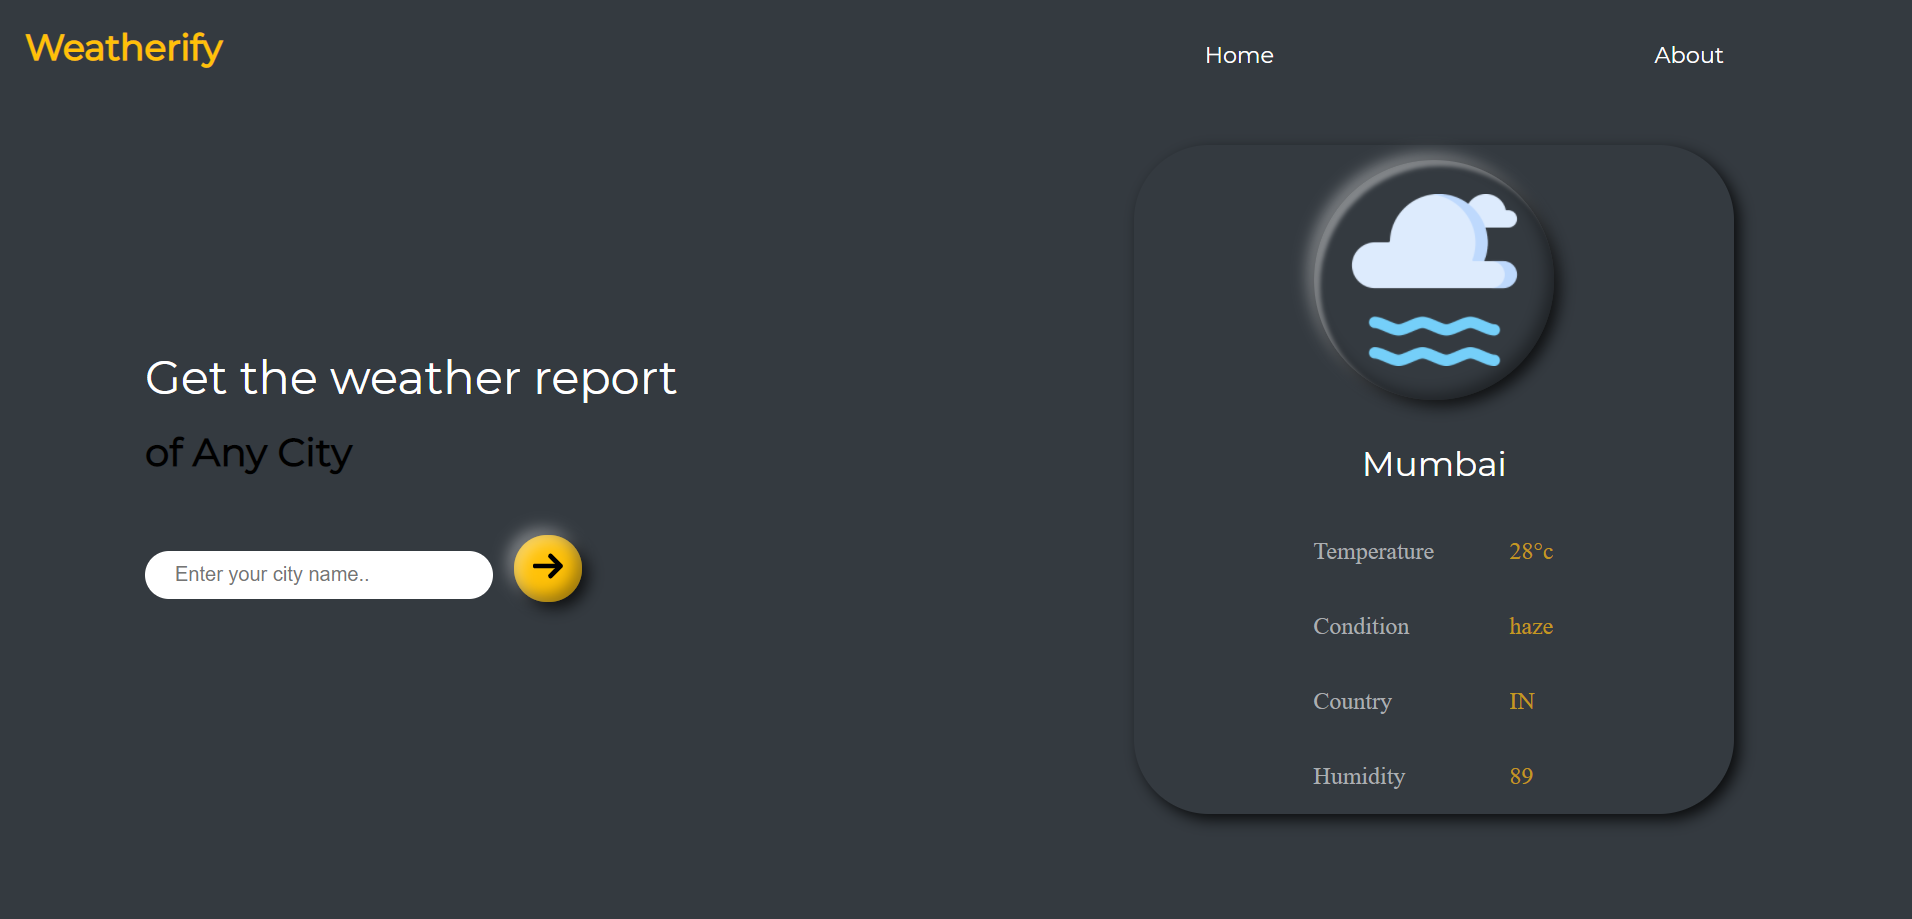 Weatherify
Home
About
Get the weather report
of Any City
Enter your city name..
Mumbai
Temperature 28°c
Condition haze
Country IN
Humidity 89